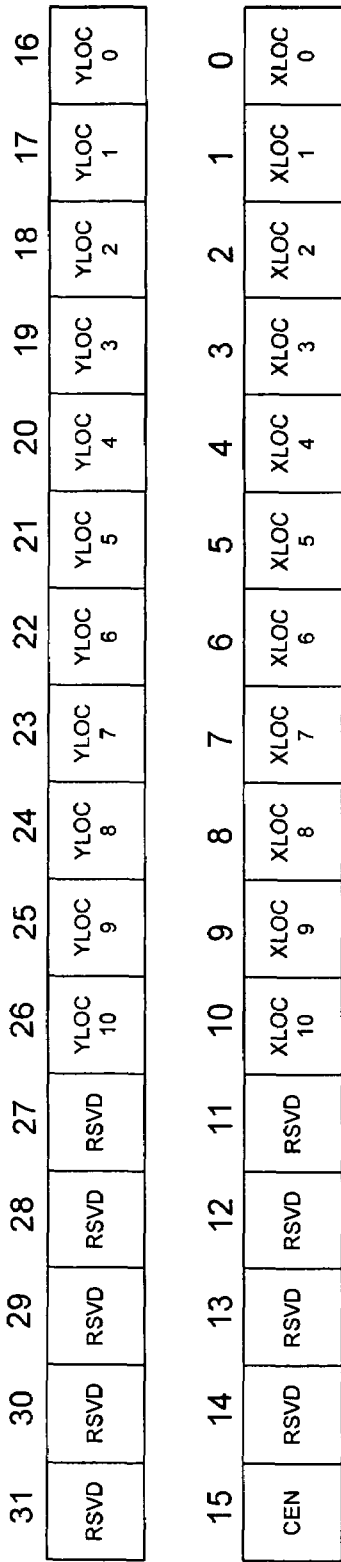 31 30 29 28 27 26 25 24 23 22 21 20 19 18 17 16
RSVD RSVD RSVD RSVD RSVD YLOC YLOC YLOC YLOC YLOC YLOC YLOC YLOC YLOC YLOC YLOC
10 9 8 7 6 5 4 3 2 1 0
15 14 13 12 11 10 9 8 7 6 5 4 3 2 1 0
CEN RSVD RSVD RSVD RSVD XLOC XLOC XLOC XLOC XLOC XLOC XLOC XLOC XLOC XLOC XLOC
10 9 8 7 6 5 4 3 2 1 0